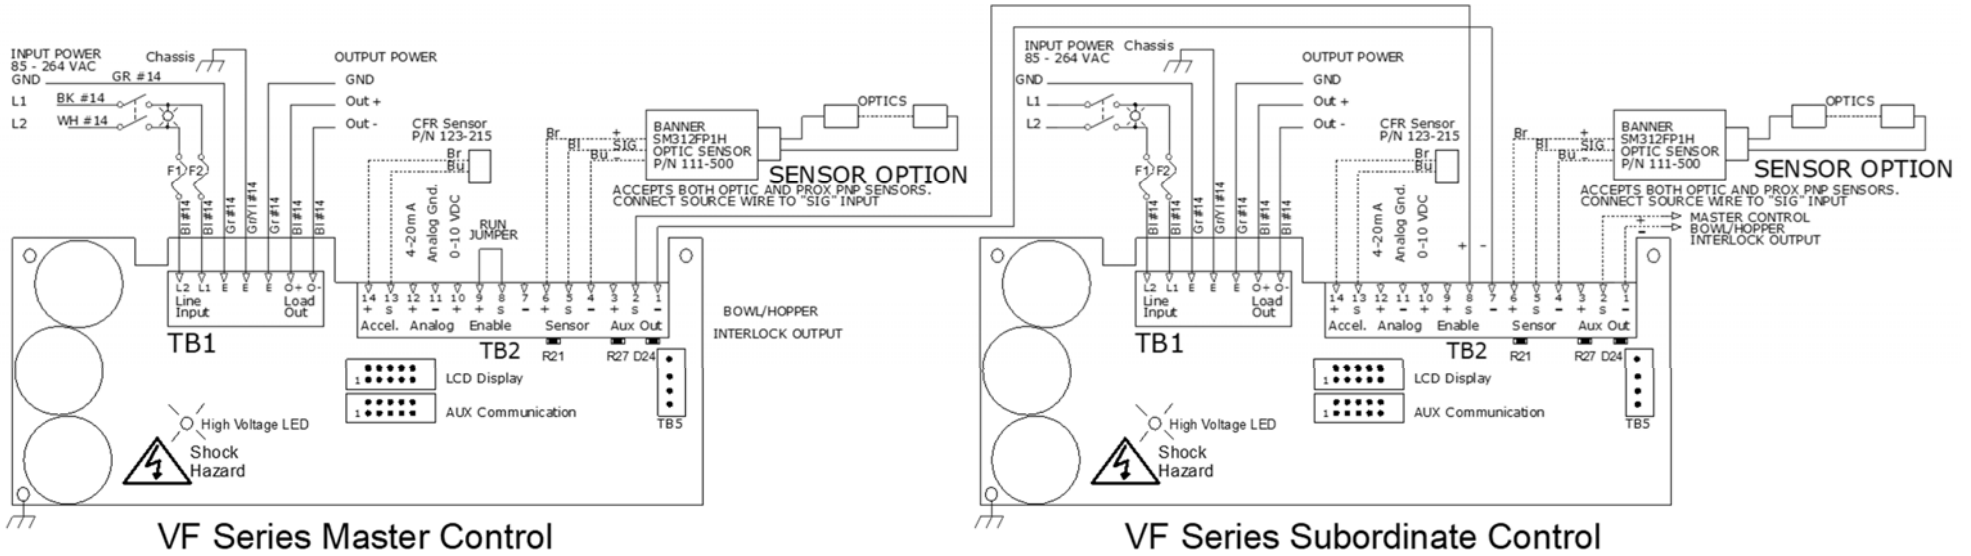 INPUT POWER
85 - 264 VAC
GND
GR #14
L1
BK #14
L2
WH #14
Chassis
OUTPUT POWER
GND
Out +
Out -
F1
F2
Bl #14
Bl #14
Gr #14
Gr/Yl #14
Gr #14
Bl #14
Bl #14
CFR Sensor
P/N 123-215
Br
Bu
4-20mA
Analog Gnd.
0-10 VDC
RUN
JUMPER
Br
Bl
Bu
+
SIG
-
BANNER
SM312FP1H
OPTIC SENSOR
P/N 111-500
OPTICS
SENSOR OPTION
ACCEPTS BOTH OPTIC AND PROX PNP SENSORS.
CONNECT SOURCE WIRE TO "SIG" INPUT
L2 L1 E E E O+ O-
Line
Input
Load
Out
TB1
14 13 12 11 10 9 8 7 6 5 4 3 2 1
+ S + - + + S - + S - + S -
Accel. Analog Enable Sensor Aux Out
TB2
R21
R27 D24
BOWL/HOPPER
INTERLOCK OUTPUT
1
LCD Display
1
AUX Communication
TB5
High Voltage LED
Shock
Hazard
VF Series Master Control
INPUT POWER
85 - 264 VAC
GND
L1
L2
Chassis
OUTPUT POWER
GND
Out +
Out -
F1
F2
Bl #14
Bl #14
Gr #14
Gr/Yl #14
Gr #14
Bl #14
Bl #14
CFR Sensor
P/N 123-215
Br
Bu
4-20mA
Analog Gnd.
0-10 VDC
+
-
Br
Bl
Bu
+
SIG
-
BANNER
SM312FP1H
OPTIC SENSOR
P/N 111-500
OPTICS
SENSOR OPTION
ACCEPTS BOTH OPTIC AND PROX PNP SENSORS.
CONNECT SOURCE WIRE TO "SIG" INPUT
+
-
MASTER CONTROL
BOWL/HOPPER
INTERLOCK OUTPUT
L2 L1 E E E O+ O-
Line
Input
Load
Out
TB1
14 13 12 11 10 9 8 7 6 5 4 3 2 1
+ S + - + + S - + S - + S -
Accel. Analog Enable Sensor Aux Out
TB2
R21
R27 D24
1
LCD Display
1
AUX Communication
TB5
High Voltage LED
Shock
Hazard
VF Series Subordinate Control